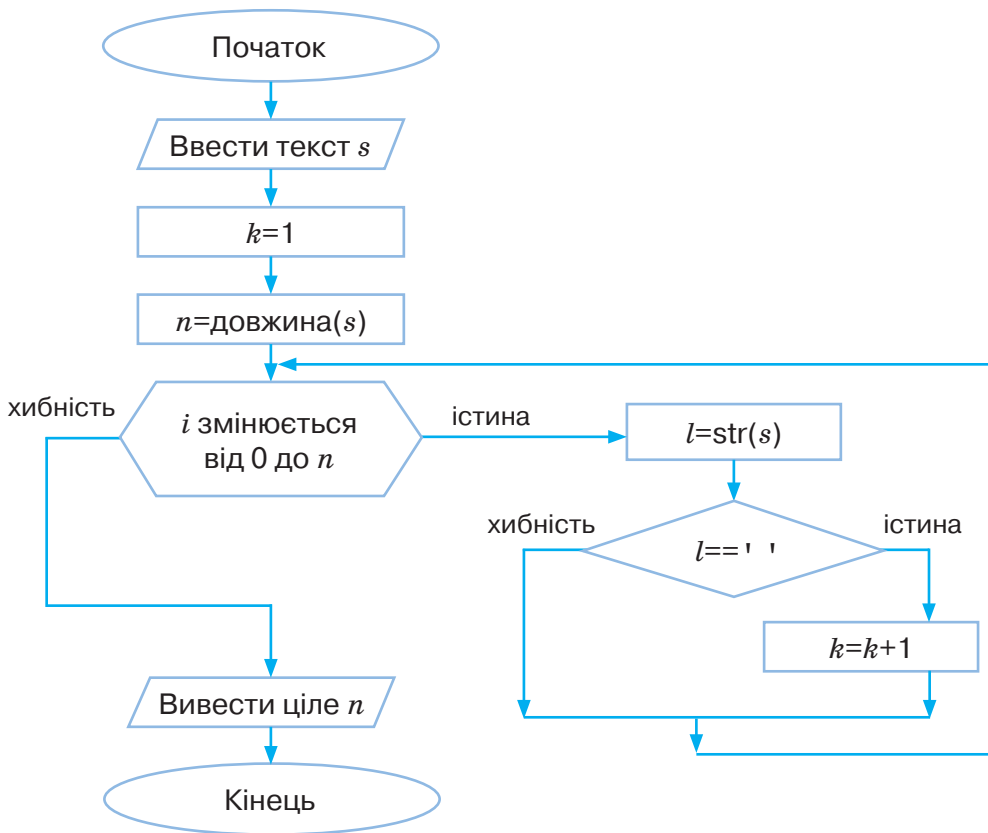 Початок
Ввести текст s
k=1
n=довжина(s)
хибність
i змінюється
від 0 до n
істина
l=str(s)
хибність
істина
l==' '
k=k+1
Вивести ціле n
Кінець